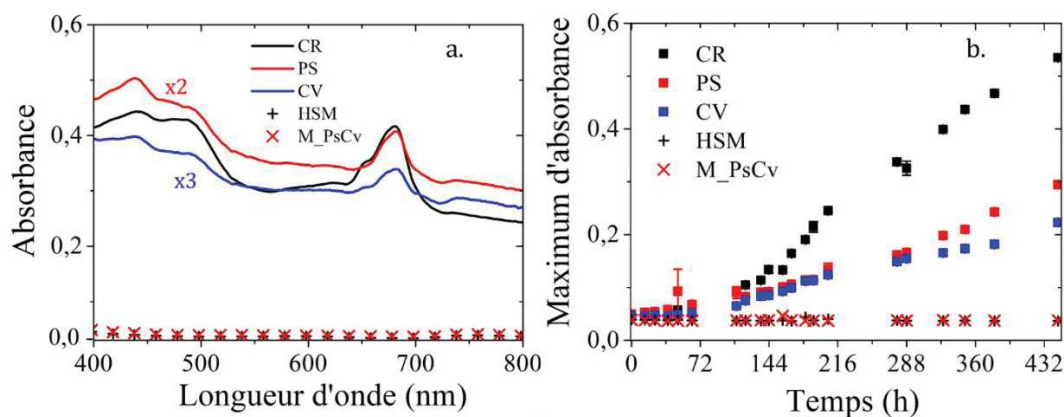 0,6
0,4
0,2
0,0
Absorbance
400
500
600
700
800
Longueur d'onde (nm)
a.
CR
PS
CV
HSM
M_PsCv
x2
x3
0,6
0,4
0,2
0,0
Maximum d'absorbance
0
72
144
216
288
360
432
Temps (h)
b.
CR
PS
CV
HSM
M_PsCv